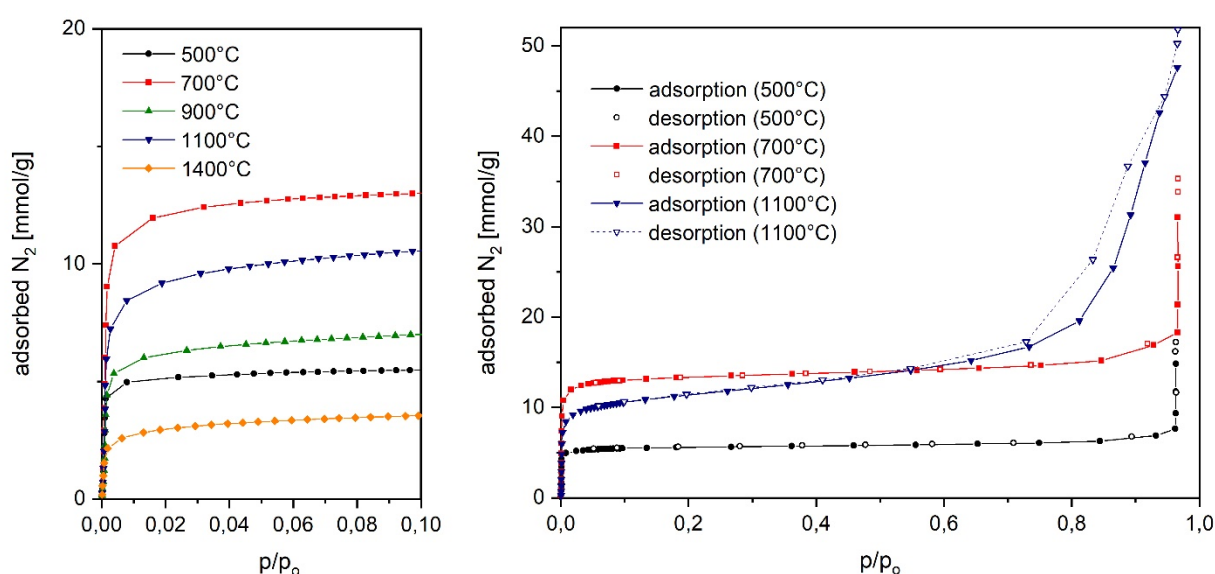 adsorbed N₂ [mmol/g]
20
10
0
500°C
700°C
900°C
1100°C
1400°C
0,00 0,02 0,04 0,06 0,08 0,10
p/pₒ
adsorbed N₂ [mmol/g]
50
40
30
20
10
0
adsorption (500°C)
desorption (500°C)
adsorption (700°C)
desorption (700°C)
adsorption (1100°C)
desorption (1100°C)
0,0 0,2 0,4 0,6 0,8 1,0
p/pₒ